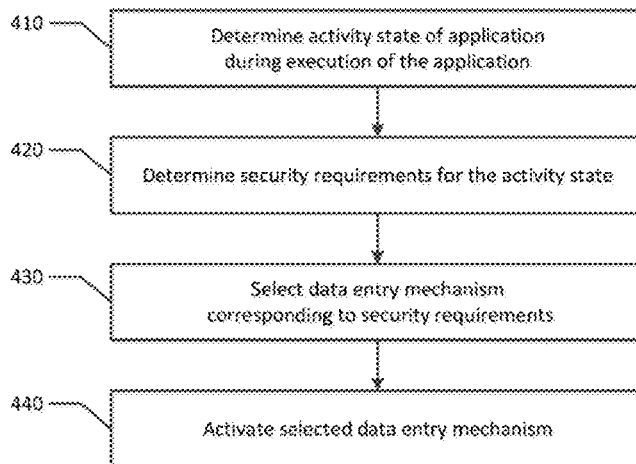 410
Determine activity state of application
during execution of the application
420
Determine security requirements for the activity state
430
Select data entry mechanism
corresponding to security requirements
440
Activate selected data entry mechanism